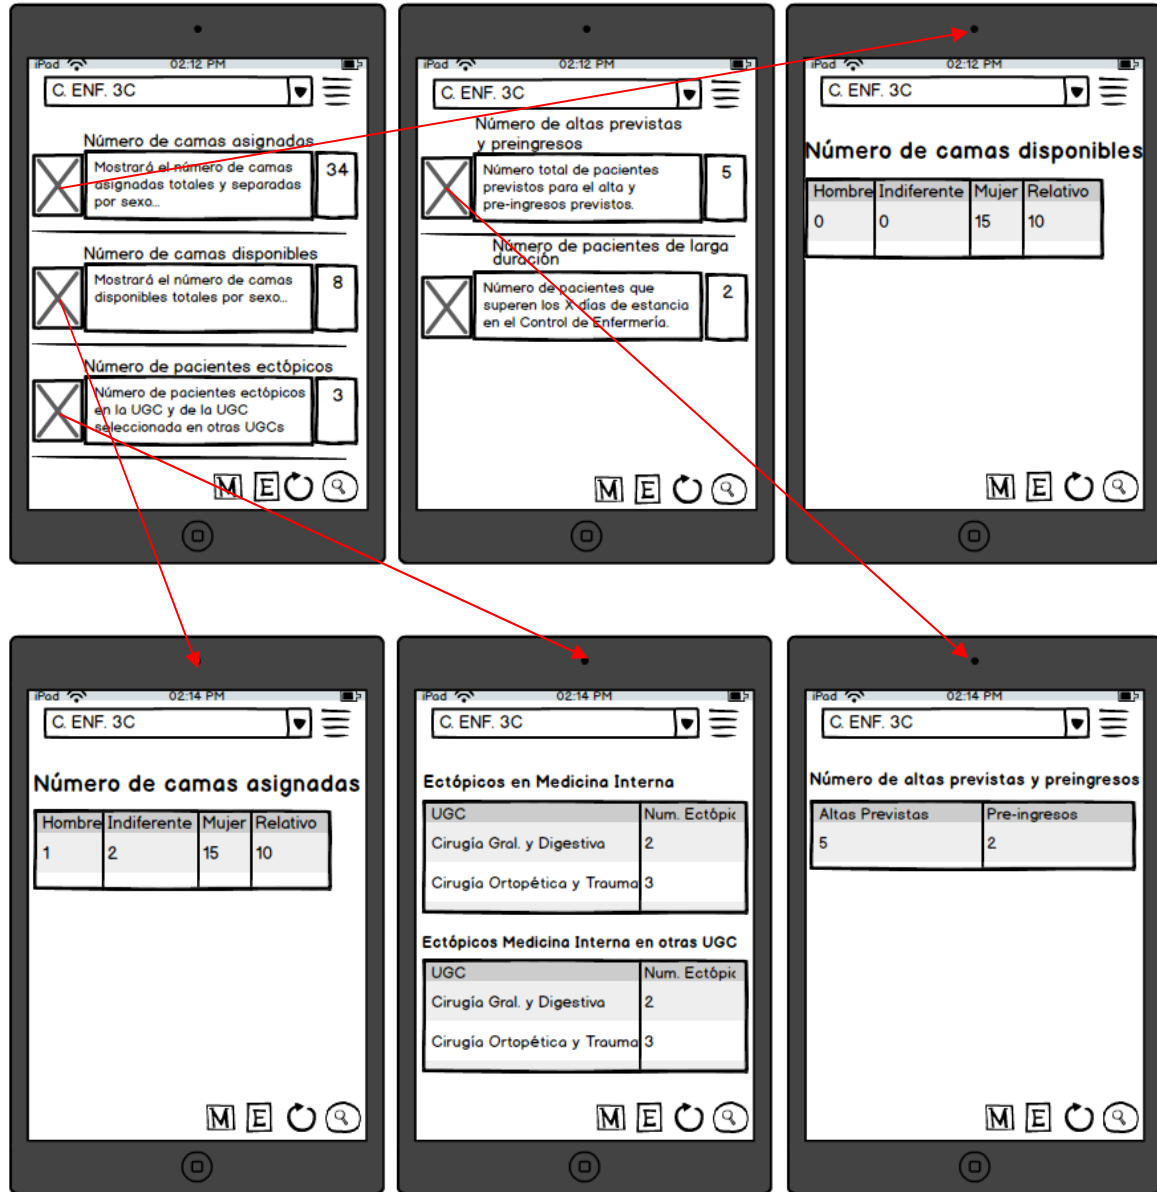 iPad 02:12 PM
C. ENF. 3C
Número de camas asignadas
Mostrará el número de camas
asignadas totales y separadas
por sexo...
34
Número de camas disponibles
Mostrará el número de camas
disponibles totales por sexo...
8
Número de pacientes ectópicos
Número de pacientes ectópicos
en la UGC y de la UGC
seleccionada en otras UGCs
3
M E
iPad 02:12 PM
C. ENF. 3C
Número de altas previstas
y preingresos
Número total de pacientes
previstos para el alta y
pre-ingresos previstos.
5
Número de pacientes de larga
duración
Número de pacientes que
superen los X días de estancia
en el Control de Enfermería.
2
M E
iPad 02:12 PM
C. ENF. 3C
Número de camas disponibles
Hombre Indiferente Mujer Relativo
0 0 15 10
M E
iPad 02:14 PM
C. ENF. 3C
Número de camas asignadas
Hombre Indiferente Mujer Relativo
1 2 15 10
M E
iPad 02:14 PM
C. ENF. 3C
Ectópicos en Medicina Interna
UGC Num. Ectópic
Cirugía Gral. y Digestiva 2
Cirugía Ortopética y Trauma 3
Ectópicos Medicina Interna en otras UGC
UGC Num. Ectópic
Cirugía Gral. y Digestiva 2
Cirugía Ortopética y Trauma 3
M E
iPad 02:14 PM
C. ENF. 3C
Número de altas previstas y preingresos
Altas Previstas Pre-ingresos
5 2
M E